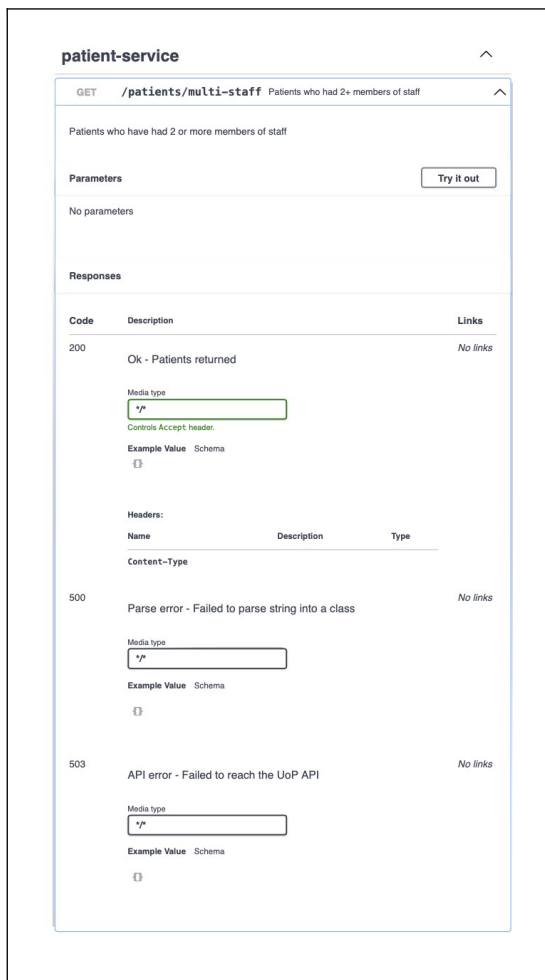 patient-service
GET /patients/multi-staff Patients who had 2+ members of staff
Patients who have had 2 or more members of staff
Parameters Try it out
No parameters
Responses
Code Description Links
200 No links
Ok - Patients returned
Media type
*/*
Controls Accept header.
Example Value Schema
{}
Headers:
Name Description Type
Content-Type
500 No links
Parse error - Failed to parse string into a class
Media type
*/*
Example Value Schema
{}
503 No links
API error - Failed to reach the UoP API
Media type
*/*
Example Value Schema
{}